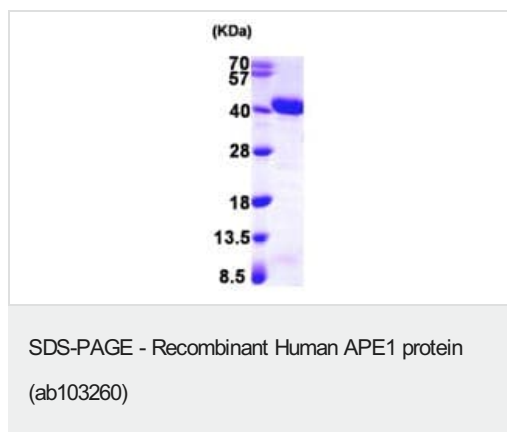 (KDa)
70
57
40
28
18
13.5
8.5
SDS-PAGE - Recombinant Human APE1 protein
(ab103260)